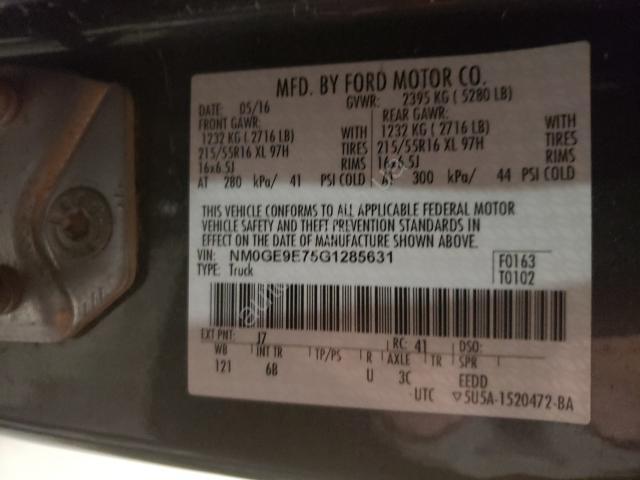 MFD. BY FORD MOTOR CO.
DATE: 05/16 GVWR: 2395 KG ( 5280 LB)
FRONT GAWR: REAR GAWR:
1232 KG ( 2716 LB) WITH 1232 KG ( 2716 LB) WITH
215/55R16 XL 97H TIRES 215/55R16 XL 97H TIRES
16x6.5J RIMS 16x6.5J RIMS
AT 280 kPa/ 41 PSI COLD AT 300 kPa/ 44 PSI COLD
THIS VEHICLE CONFORMS TO ALL APPLICABLE FEDERAL MOTOR
VEHICLE SAFETY AND THEFT PREVENTION STANDARDS IN
EFFECT ON THE DATE OF MANUFACTURE SHOWN ABOVE.
VIN: NM0GE9E75G1285631 F0163
TYPE: Truck T0102
EXT PNT: J7 RC: 41 DSO:
WB INT TR TP/PS R AXLE TR SPR
121 6B U 3C EEDD
UTC ▽5U5A-1520472-BA